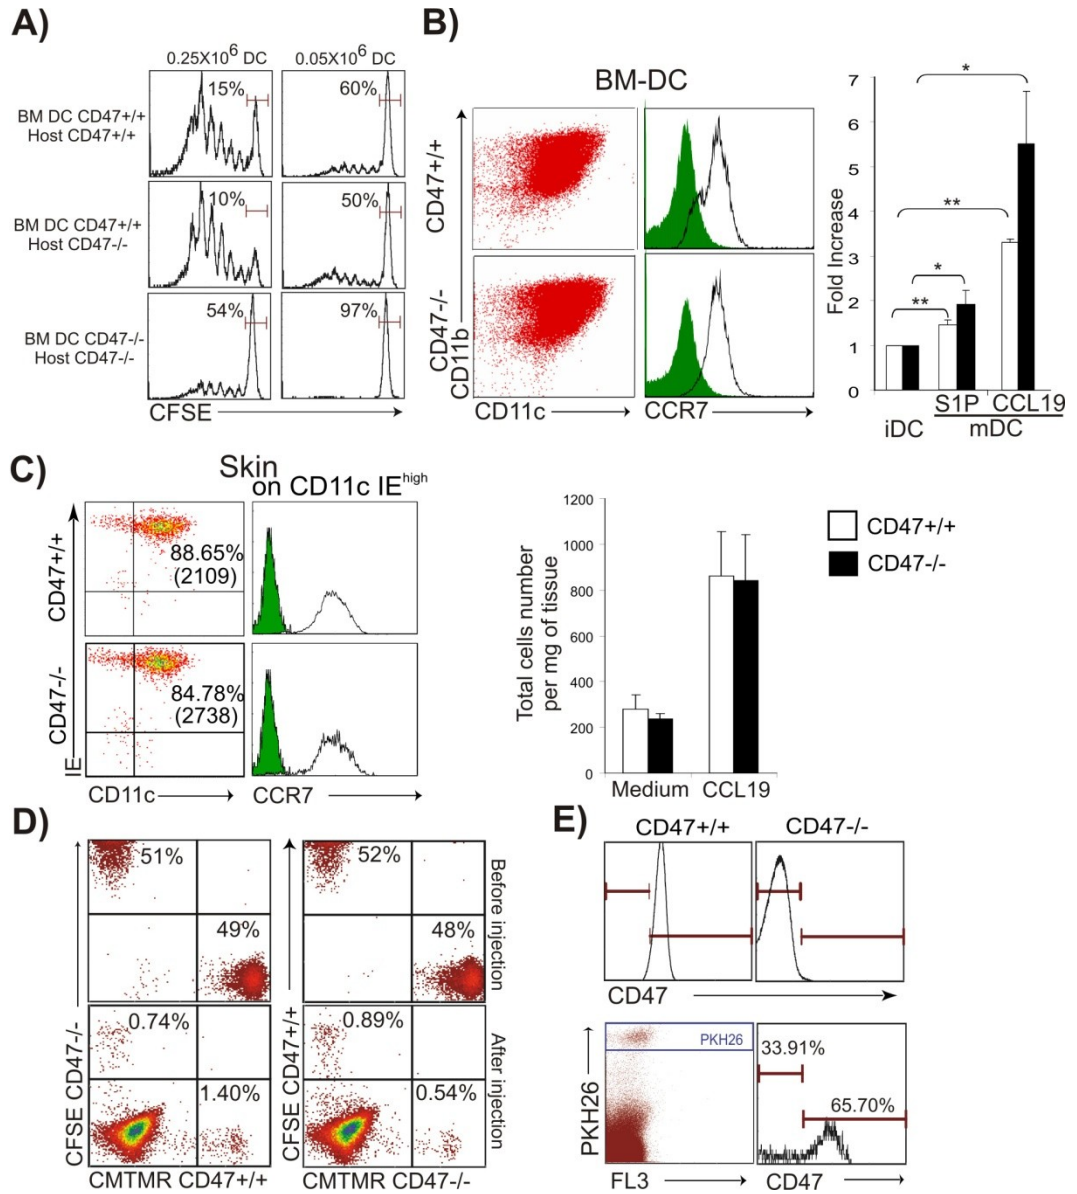 A)
0.25X10⁶ DC
0.05X10⁶ DC
BM DC CD47+/+
Host CD47+/+
15%
60%
BM DC CD47+/+
Host CD47-/-
10%
50%
BM DC CD47-/-
Host CD47-/-
54%
97%
CFSE
B)
BM-DC
CD47+/+
CD47-/-
CD11b
CD11c
CCR7
Fold Increase
7
6
5
4
3
2
1
0
*
**
*
**
iDC
S1P
CCL19
mDC
C)
Skin
on CD11c IEʰⁱᵍʰ
CD47+/+
88.65%
(2109)
CD47-/-
84.78%
(2738)
IE
CD11c
CCR7
Total cells number
per mg of tissue
1200
1000
800
600
400
200
0
Medium
CCL19
CD47+/+
CD47-/-
D)
51%
49%
52%
48%
Before injection
0.74%
1.40%
0.89%
0.54%
After injection
CFSE CD47-/-
CFSE CD47+/+
CMTMR CD47+/+
CMTMR CD47-/-
E)
CD47+/+
CD47-/-
CD47
PKH26
PKH26
FL3
33.91%
65.70%
CD47